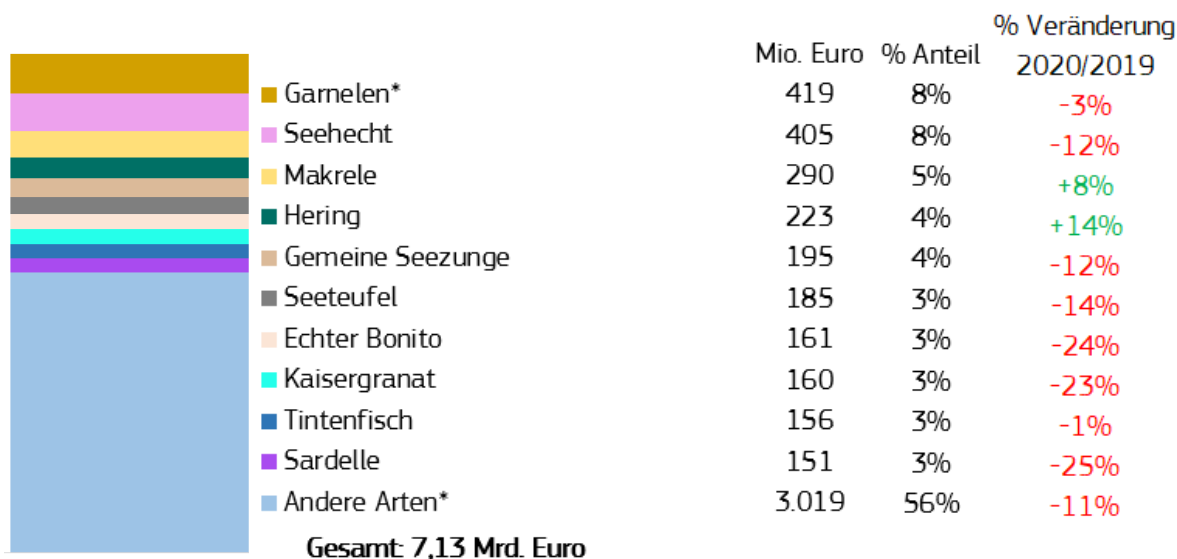 % Veränderung
Mio. Euro % Anteil 2020/2019
Garnelen* 419 8% -3%
Seehecht 405 8% -12%
Makrele 290 5% +8%
Hering 223 4% +14%
Gemeine Seezunge 195 4% -12%
Seeteufel 185 3% -14%
Echter Bonito 161 3% -24%
Kaisergranat 160 3% -23%
Tintenfisch 156 3% -1%
Sardelle 151 3% -25%
Andere Arten* 3.019 56% -11%
Gesamt: 7,13 Mrd. Euro